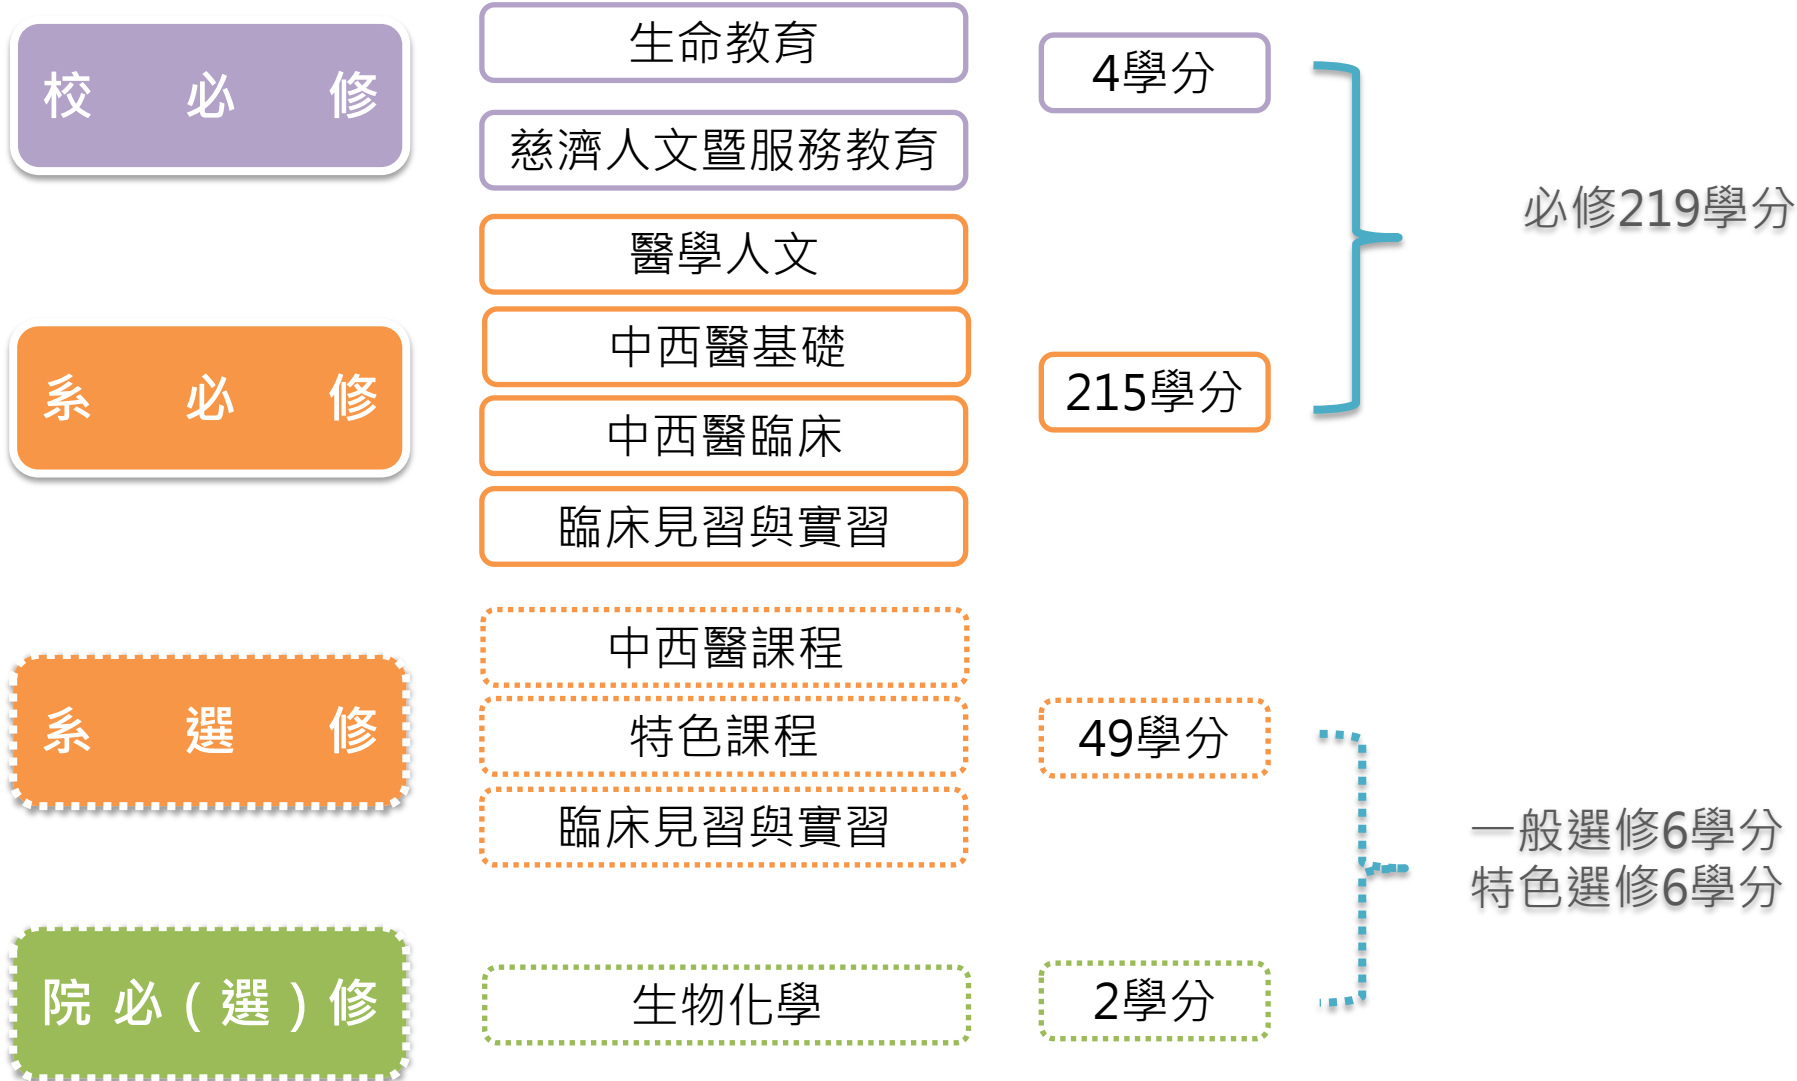 校必修
生命教育
慈濟人文暨服務教育
4學分
系必修
醫學人文
中西醫基礎
中西醫臨床
臨床見習與實習
215學分
必修219學分
系選修
中西醫課程
特色課程
臨床見習與實習
49學分
院必(選)修
生物化學
2學分
一般選修6學分
特色選修6學分